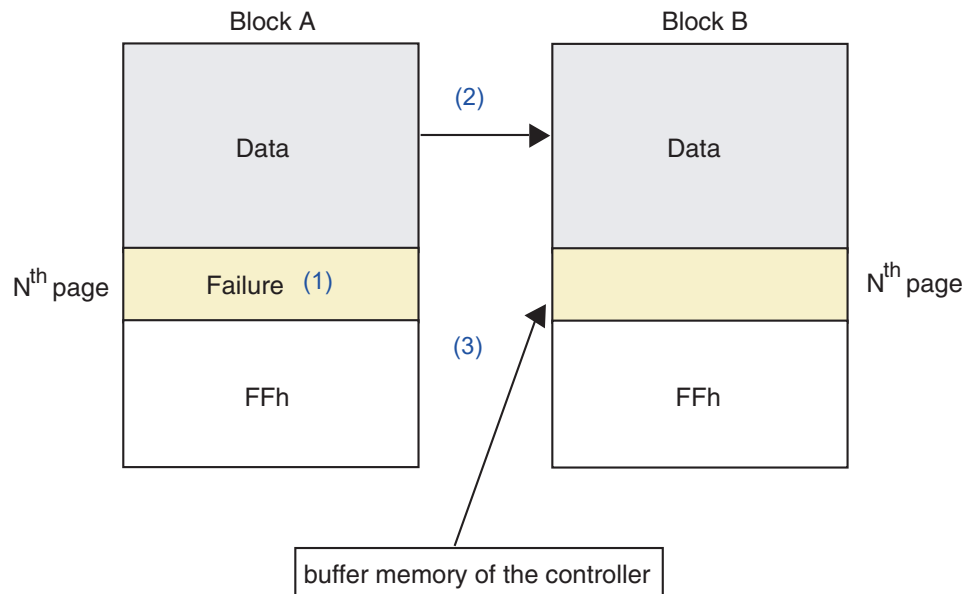 Block A
Block B
(2)
Data
Data
Nth page
Failure (1)
Nth page
(3)
FFh
FFh
buffer memory of the controller